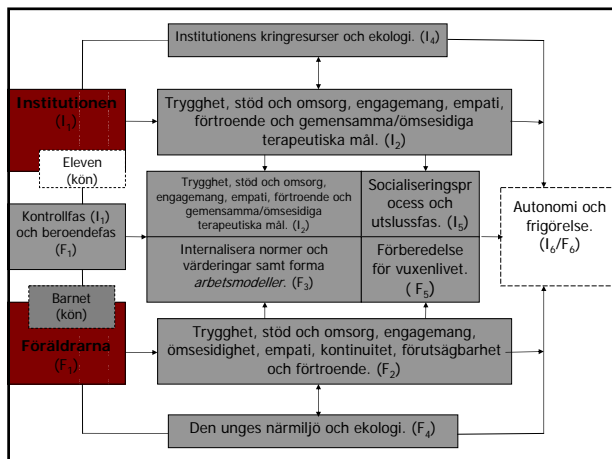 Institutionens kringresurser och ekologi. (I₄)
Institutionen
(I₁)
Trygghet, stöd och omsorg, engagemang, empati,
förtroende och gemensamma/ömsesidiga
terapeutiska mål. (I₂)
Eleven
(kön)
Trygghet, stöd och omsorg,
engagemang, empati, förtroende och
gemensamma/ömsesidiga
terapeutiska mål. (I₂)
Socialiseringspr
ocess och
utslussfas. (I₅)
Kontrollfas (I₁)
och beroendefas
(F₁)
Autonomi och
frigörelse.
(I₆/F₆)
Internalisera normer och
värderingar samt forma
arbetsmodeller. (F₃)
Förberedelse
för vuxenlivet.
( F₅)
Barnet
(kön)
Föräldrarna
(F₁)
Trygghet, stöd och omsorg, engagemang,
ömsesidighet, empati, kontinuitet, förutsägbarhet
och förtroende. (F₂)
Den unges närmiljö och ekologi. (F₄)